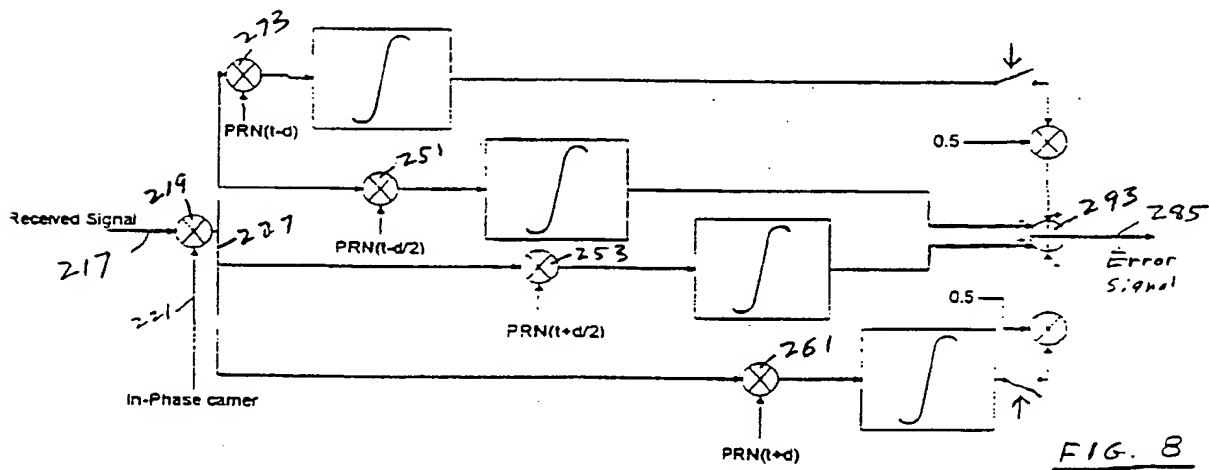 273
PRN(t-d)
0.5
251
219
293
285
Received Signal
227
PRN(t-d/2)
253
Error
Signal
217
0.5
221
PRN(t+d/2)
261
In-Phase carrier
PRN(t+d)
FIG. 8